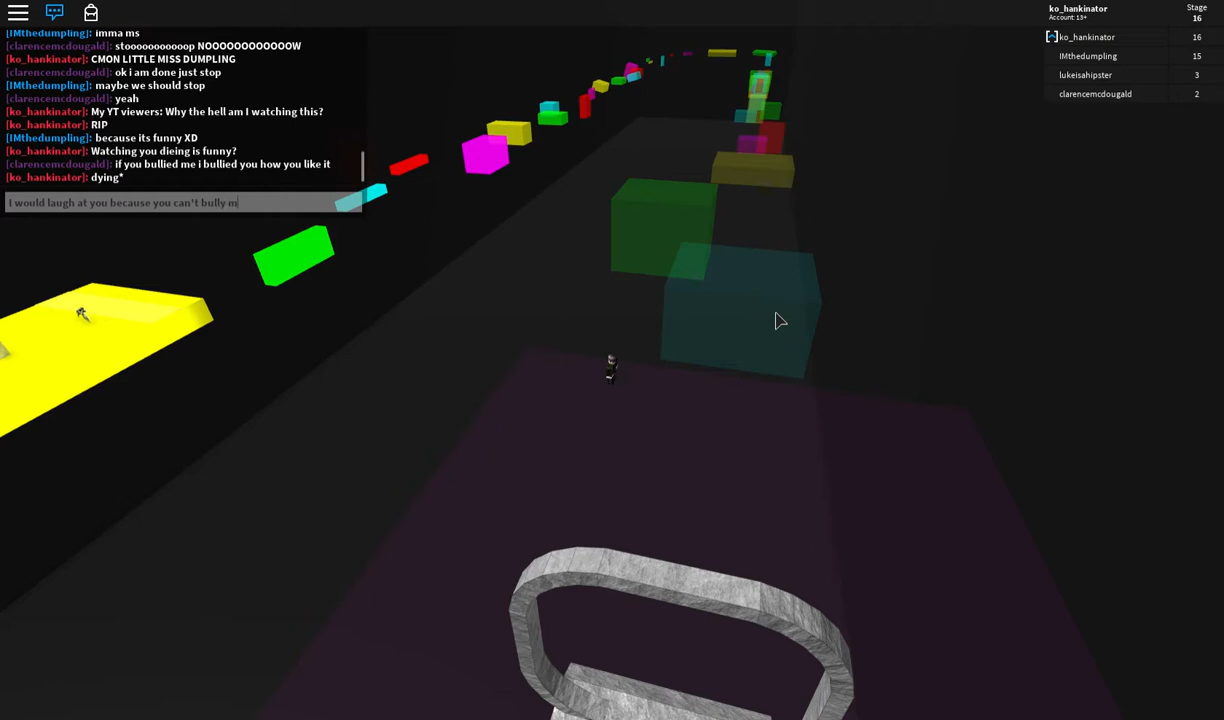 ko_hankinator
Account: 13+
Stage
16
[IMthedumpling]: imma ms
[clarencemcdougald]: stooooooooooop NOOOOOOOOOOOW
[ko_hankinator]: CMON LITTLE MISS DUMPLING
[clarencemcdougald]: ok i am done just stop
[IMthedumpling]: maybe we should stop
[clarencemcdougald]: yeah
[ko_hankinator]: My YT viewers: Why the hell am I watching this?
[ko_hankinator]: RIP
[IMthedumpling]: because its funny XD
[ko_hankinator]: Watching you dieing is funny?
[clarencemcdougald]: if you bullied me i bullied you how you like it
[ko_hankinator]: dying*
I would laugh at you because you can't bully m
ko_hankinator 16
IMthedumpling 15
lukeisahipster 3
clarencemcdougald 2